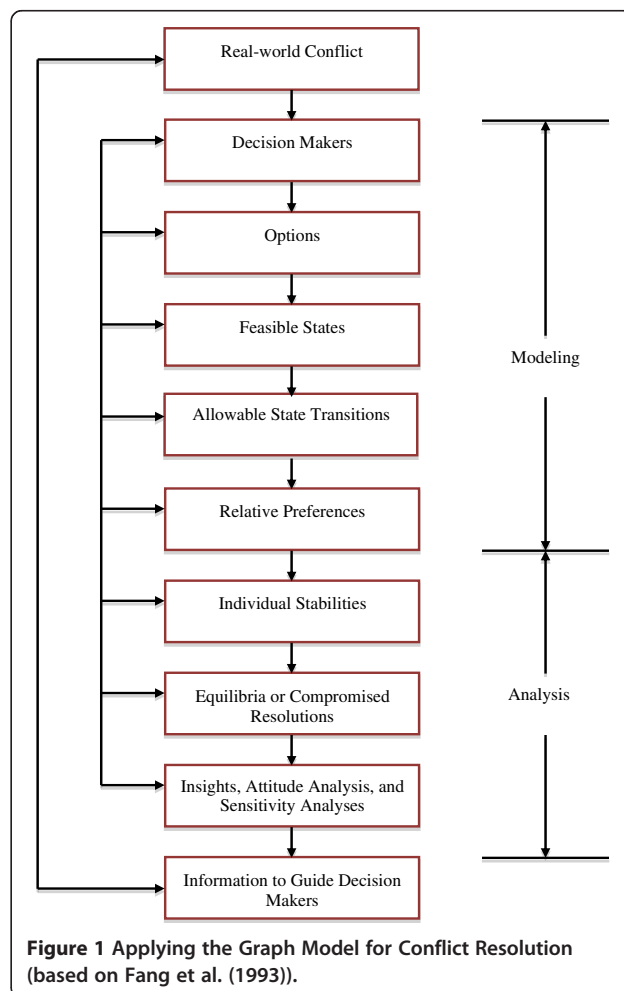 Real-world Conflict
Decision Makers
Options
Feasible States
Allowable State Transitions
Modeling
Relative Preferences
Individual Stabilities
Equilibria or Compromised
Resolutions
Analysis
Insights, Attitude Analysis, and
Sensitivity Analyses
Information to Guide Decision
Makers
Figure 1 Applying the Graph Model for Conflict Resolution
(based on Fang et al. (1993)).